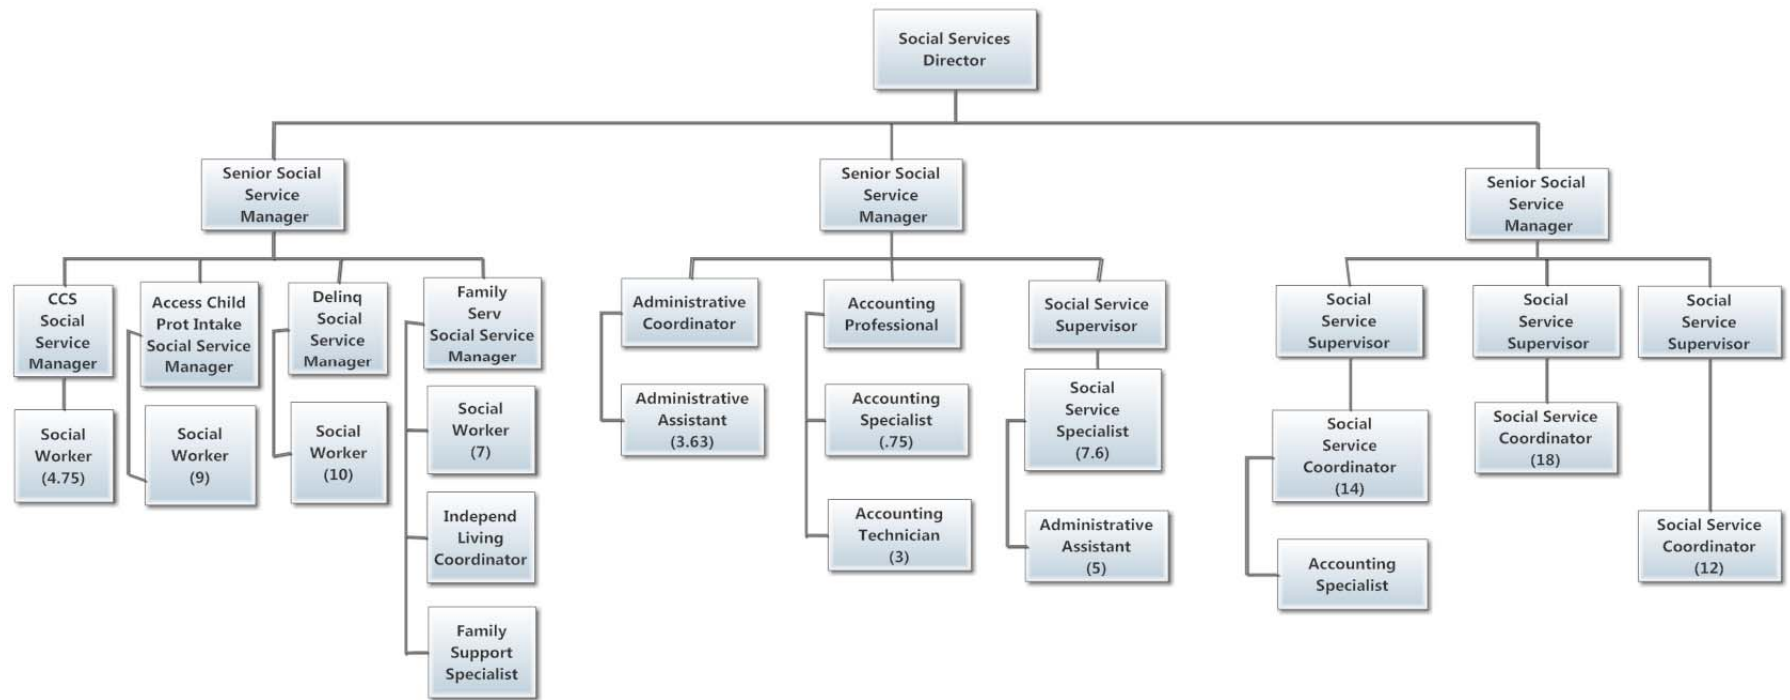 Social Services
Director
Senior Social
Service
Manager
Senior Social
Service
Manager
Senior Social
Service
Manager
CCS
Social
Service
Manager
Access Child
Prot Intake
Social Service
Manager
Delinq
Social
Service
Manager
Family
Serv
Social Service
Manager
Administrative
Coordinator
Accounting
Professional
Social Service
Supervisor
Social
Service
Supervisor
Social
Service
Supervisor
Social
Service
Supervisor
Social
Worker
(4.75)
Social
Worker
(9)
Social
Worker
(10)
Social
Worker
(7)
Independ
Living
Coordinator
Family
Support
Specialist
Administrative
Assistant
(3.63)
Accounting
Specialist
(.75)
Accounting
Technician
(3)
Social
Service
Specialist
(7.6)
Administrative
Assistant
(5)
Social
Service
Coordinator
(14)
Accounting
Specialist
Social Service
Coordinator
(18)
Social Service
Coordinator
(12)